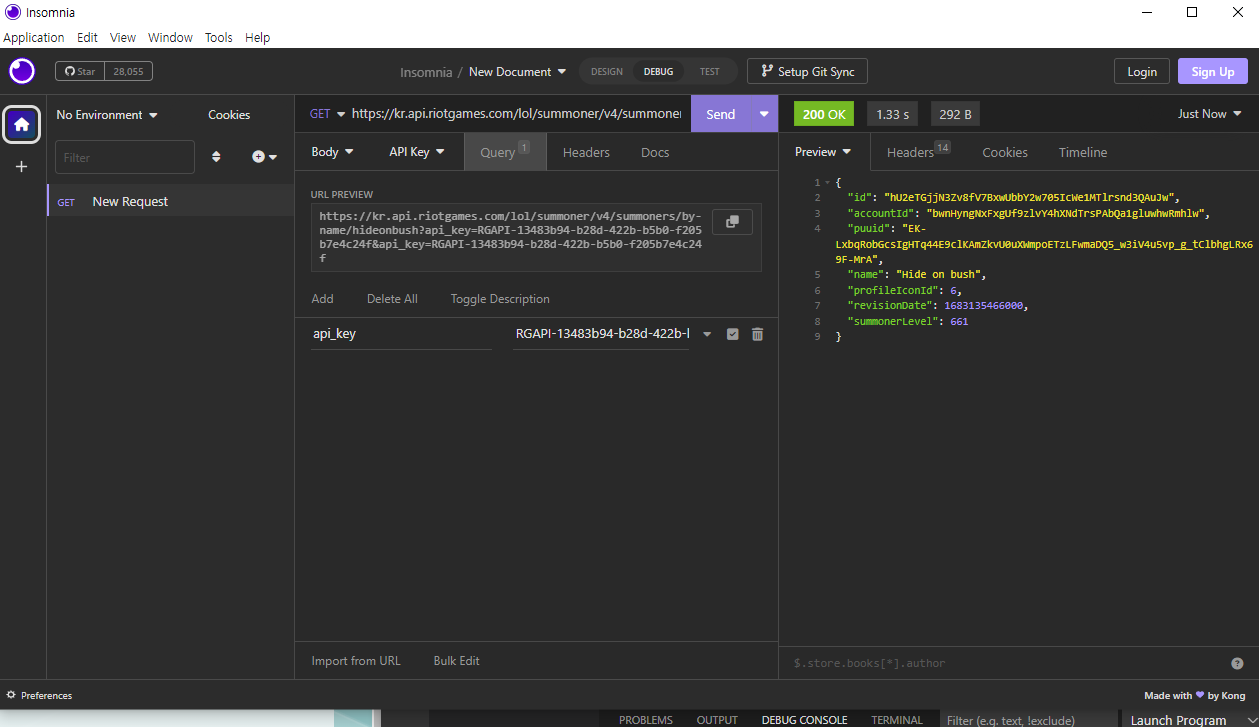 Insomnia
Application Edit View Window Tools Help
Star 28,055
Insomnia / New Document
DESIGN DEBUG TEST
Setup Git Sync
Login Sign Up
No Environment Cookies
Filter
GET New Request
GET https://kr.api.riotgames.com/lol/summoner/v4/summoner Send
Body API Key Query 1 Headers Docs
URL PREVIEW
https://kr.api.riotgames.com/lol/summoner/v4/summoners/by-
name/hideonbush?api_key=RGAPI-13483b94-b28d-422b-b5b0-f205
b7e4c24f&api_key=RGAPI-13483b94-b28d-422b-b5b0-f205b7e4c24
f
Add Delete All Toggle Description
api_key RGAPI-13483b94-b28d-422b-
Import from URL Bulk Edit
200 OK 1.33 s 292 B Just Now
Preview Headers 14 Cookies Timeline
1 {
2 "id": "hU2eTGjjN3Zv8fV7BxwUbbY2w705IcWe1MTlrsnd3QAuJw",
3 "accountId": "bwnHyngNxFxgUf9zlvY4hXNdTrsPAbQa1gluwhwRmhlw",
4 "puuid": "EK-
LxbqRobGcsIgHTq44E9clKAmZkvU0uXWmpoETzLFwmaDQ5_w3iV4u5vp_g_tClbhgLRx6
9F-MrA",
5 "name": "Hide on bush",
6 "profileIconId": 6,
7 "revisionDate": 1683135466000,
8 "summonerLevel": 661
9 }
$.store.books[*].author
Preferences
Made with by Kong
PROBLEMS OUTPUT DEBUG CONSOLE TERMINAL Filter (e.g. text, !exclude) Launch Program